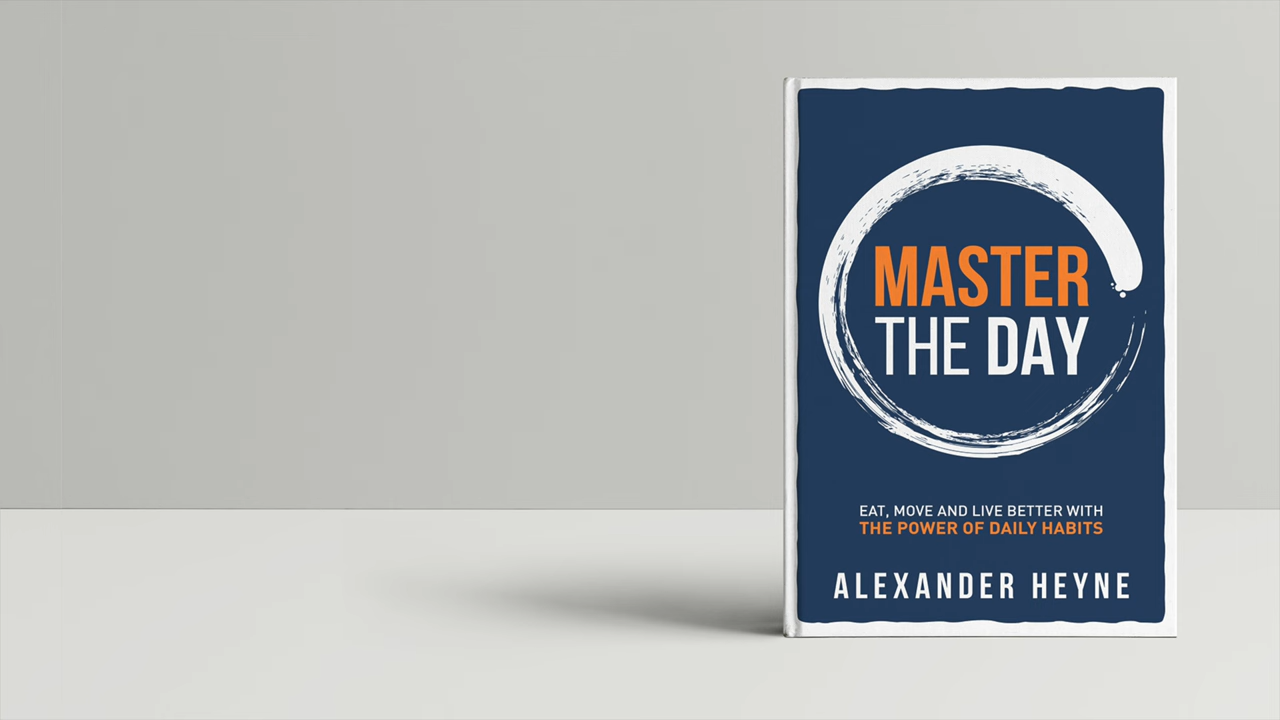 MASTER
THE DAY
EAT, MOVE AND LIVE BETTER WITH
THE POWER OF DAILY HABITS
ALEXANDER HEYNE